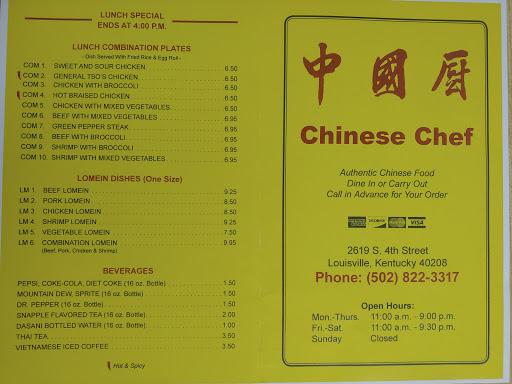 LUNCH SPECIAL
ENDS AT 4:00 P.M.
LUNCH COMBINATION PLATES
- Dish Served With Fried Rice & Egg Roll -
COM 1. SWEET AND SOUR CHICKEN 6.50
COM 2. GENERAL TSO'S CHICKEN 6.50
COM 3. CHICKEN WITH BROCCOLI 6.50
COM 4. HOT BRAISED CHICKEN 6.50
COM 5. CHICKEN WITH MIXED VEGETABLES 6.50
COM 6. BEEF WITH MIXED VEGETABLES 6.95
COM 7. GREEN PEPPER STEAK 6.95
COM 8. BEEF WITH BROCCOLI 6.95
COM 9. SHRIMP WITH BROCCOLI 6.95
COM 10. SHRIMP WITH MIXED VEGETABLES 6.95
LOMEIN DISHES (One Size)
LM 1. BEEF LOMEIN 9.25
LM 2. PORK LOMEIN 8.50
LM 3. CHICKEN LOMEIN 8.50
LM 4. SHRIMP LOMEIN 9.25
LM 5. VEGETABLE LOMEIN 7.50
LM 6. COMBINATION LOMEIN 9.95
(Beef, Pork, Chicken & Shrimp)
BEVERAGES
PEPSI, COKE-COLA, DIET COKE (16 oz. Bottle) 1.50
MOUNTAIN DEW, SPRITE (16 oz. Bottle) 1.50
DR. PEPPER (16 oz. Bottle) 1.50
SNAPPLE FLAVORED TEA (16 oz. Bottle) 2.00
DASANI BOTTLED WATER (16 oz. Bottle) 1.00
THAI TEA 3.50
VIETNAMESE ICED COFFEE 3.50
Hot & Spicy
中國厨
Chinese Chef
Authentic Chinese Food
Dine In or Carry Out
Call in Advance for Your Order
VISA
2619 S. 4th Street
Louisville, Kentucky 40208
Phone: (502) 822-3317
Open Hours:
Mon.-Thurs. 11:00 a.m. - 9:00 p.m.
Fri.-Sat. 11:00 a.m. - 9:30 p.m.
Sunday Closed